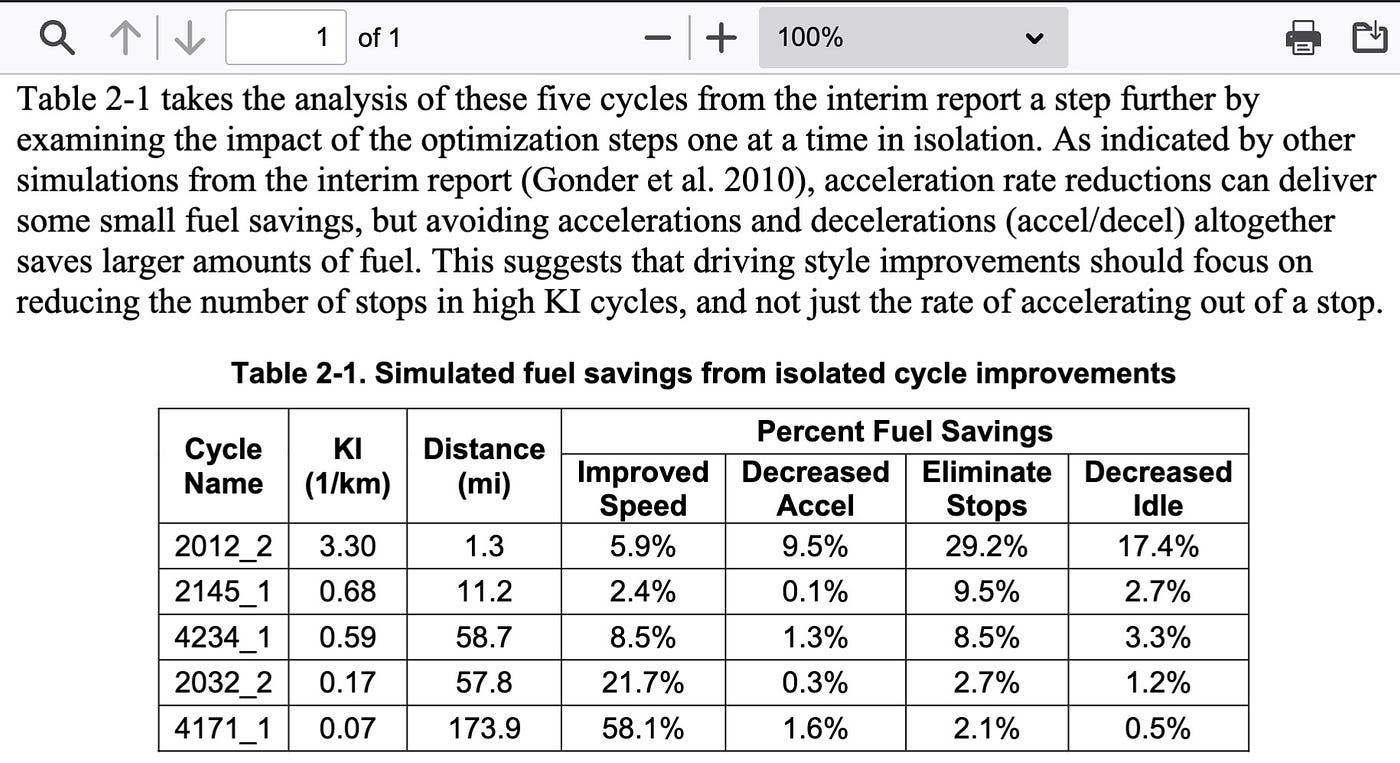 1 of 1 100%
Table 2-1 takes the analysis of these five cycles from the interim report a step further by
examining the impact of the optimization steps one at a time in isolation. As indicated by other
simulations from the interim report (Gonder et al. 2010), acceleration rate reductions can deliver
some small fuel savings, but avoiding accelerations and decelerations (accel/decel) altogether
saves larger amounts of fuel. This suggests that driving style improvements should focus on
reducing the number of stops in high KI cycles, and not just the rate of accelerating out of a stop.
Table 2-1. Simulated fuel savings from isolated cycle improvements
Cycle Name KI (1/km) Distance (mi) Percent Fuel Savings
Improved Speed Decreased Accel Eliminate Stops Decreased Idle
2012_2 3.30 1.3 5.9% 9.5% 29.2% 17.4%
2145_1 0.68 11.2 2.4% 0.1% 9.5% 2.7%
4234_1 0.59 58.7 8.5% 1.3% 8.5% 3.3%
2032_2 0.17 57.8 21.7% 0.3% 2.7% 1.2%
4171_1 0.07 173.9 58.1% 1.6% 2.1% 0.5%